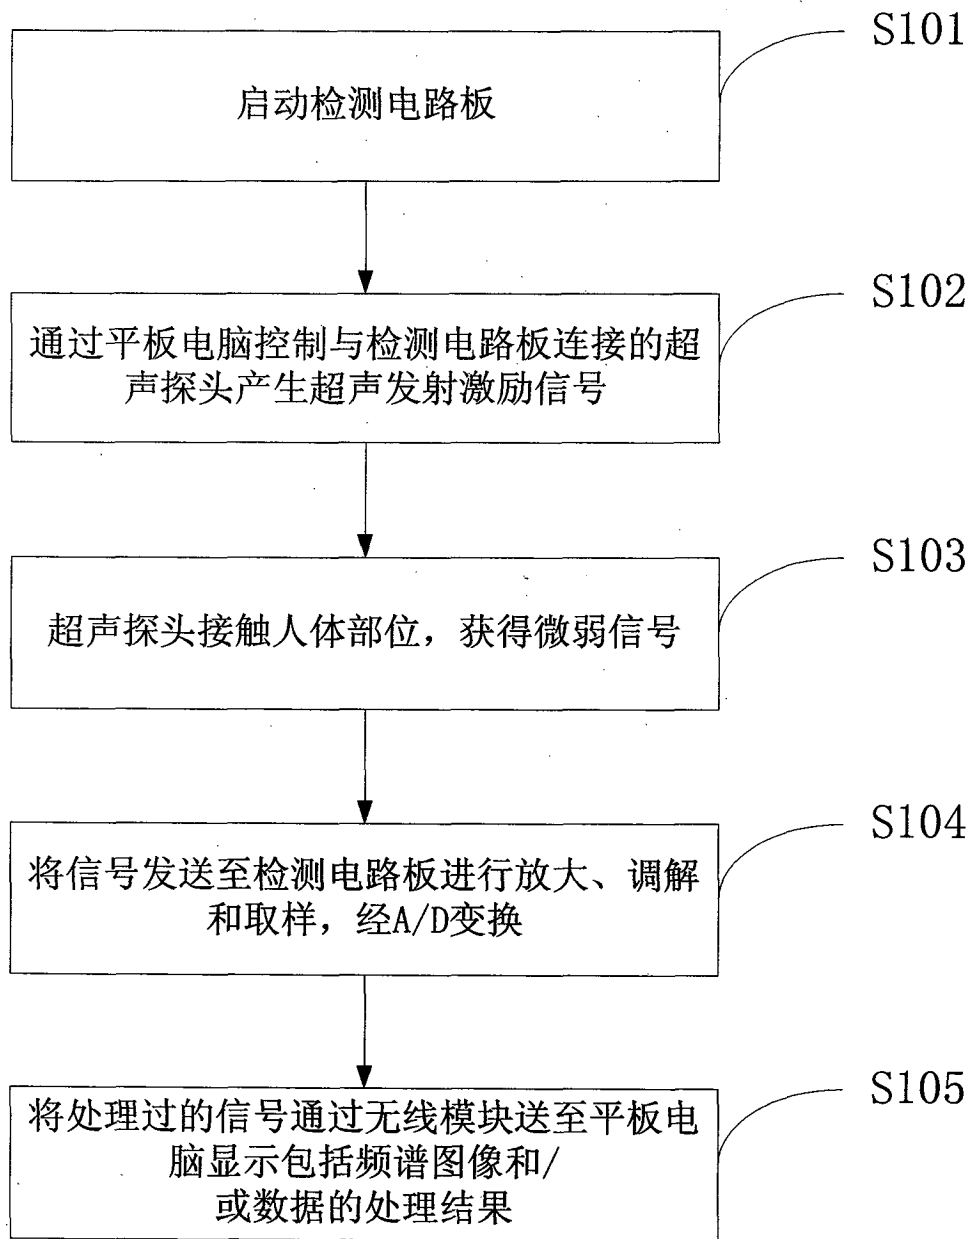 S101
启动检测电路板
S102
通过平板电脑控制与检测电路板连接的超
声探头产生超声发射激励信号
S103
超声探头接触人体部位，获得微弱信号
S104
将信号发送至检测电路板进行放大、调解
和取样，经A/D变换
S105
将处理过的信号通过无线模块送至平板电
脑显示包括频谱图像和/
或数据的处理结果